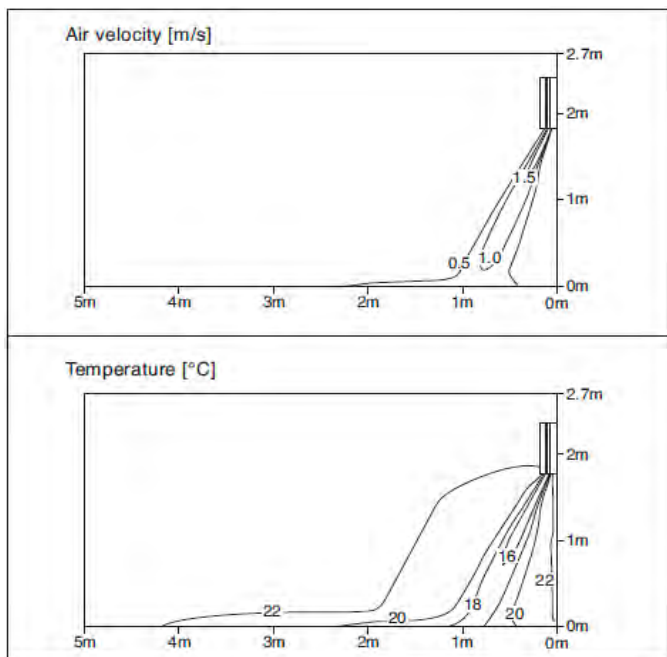 Air velocity [m/s]
2.7m
2m
1.5
1m
0.5 1.0
0m
5m 4m 3m 2m 1m 0m
Temperature [°C]
2.7m
2m
1m
16
22
22 20 18 20
0m
5m 4m 3m 2m 1m 0m